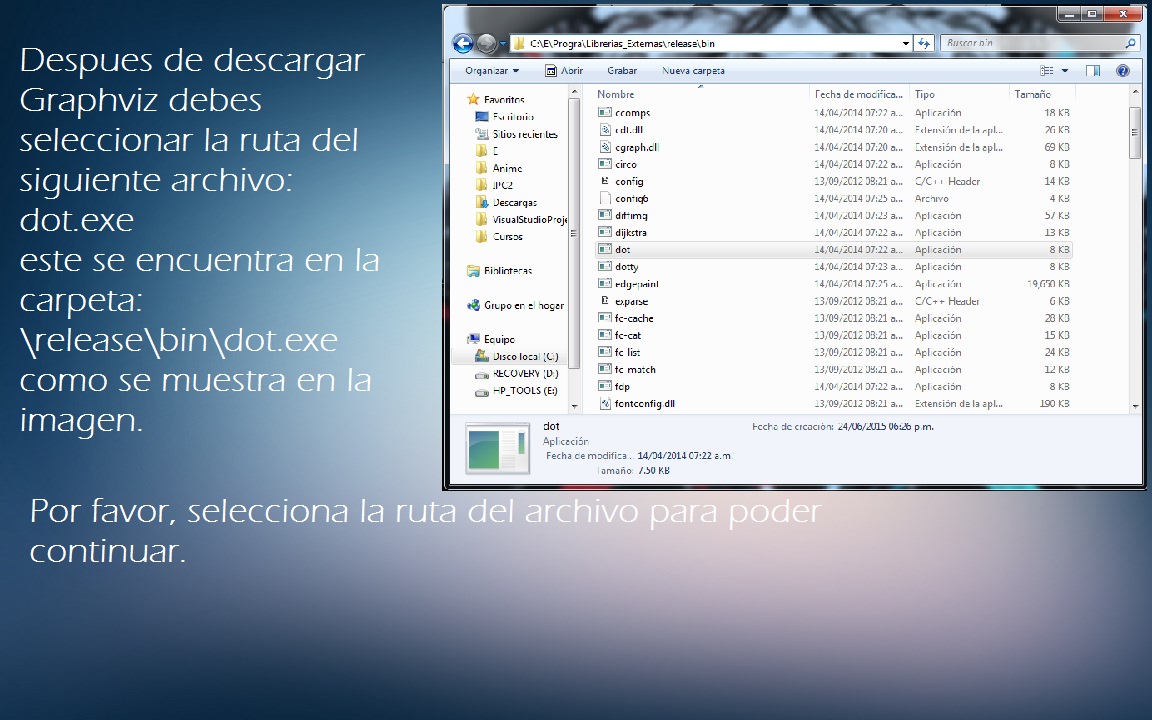 Despues de descargar
Graphviz debes
seleccionar la ruta del
siguiente archivo:
dot.exe
este se encuentra en la
carpeta:
\release\bin\dot.exe
como se muestra en la
imagen.
Por favor, selecciona la ruta del archivo para poder
continuar.
C:\E\Progra\Librerias_Externas\release\bin
Buscar bin
Organizar Abrir Grabar Nueva carpeta
Favoritos
Escritorio
Sitios recientes
E
Anime
JPC2
Descargas
VisualStudioProje
Cursos
Bibliotecas
Grupo en el hogar
Equipo
Disco local (C:)
RECOVERY (D:)
HP_TOOLS (E:)
Nombre Fecha de modifica... Tipo Tamaño
ccomps 14/04/2014 07:22 a... Aplicación 18 KB
cdt.dll 14/04/2014 07:20 a... Extensión de la apl... 26 KB
cgraph.dll 14/04/2014 07:20 a... Extensión de la apl... 69 KB
circo 14/04/2014 07:22 a... Aplicación 8 KB
config 13/09/2012 08:21 a... C/C++ Header 14 KB
config6 14/04/2014 07:25 a... Archivo 4 KB
diffimg 14/04/2014 07:23 a... Aplicación 57 KB
dijkstra 14/04/2014 07:22 a... Aplicación 13 KB
dot 14/04/2014 07:22 a... Aplicación 8 KB
dotty 14/04/2014 07:23 a... Aplicación 8 KB
edgepaint 14/04/2014 07:25 a... Aplicación 19,650 KB
exparse 13/09/2012 08:21 a... C/C++ Header 6 KB
fc-cache 13/09/2012 08:21 a... Aplicación 28 KB
fc-cat 13/09/2012 08:21 a... Aplicación 15 KB
fc-list 13/09/2012 08:21 a... Aplicación 24 KB
fc-match 13/09/2012 08:21 a... Aplicación 12 KB
fdp 14/04/2014 07:22 a... Aplicación 8 KB
fontconfig.dll 13/09/2012 08:21 a... Extensión de la apl... 190 KB
dot Fecha de creación: 24/06/2015 06:26 p.m.
Aplicación
Fecha de modifica... 14/04/2014 07:22 a.m.
Tamaño: 7.50 KB